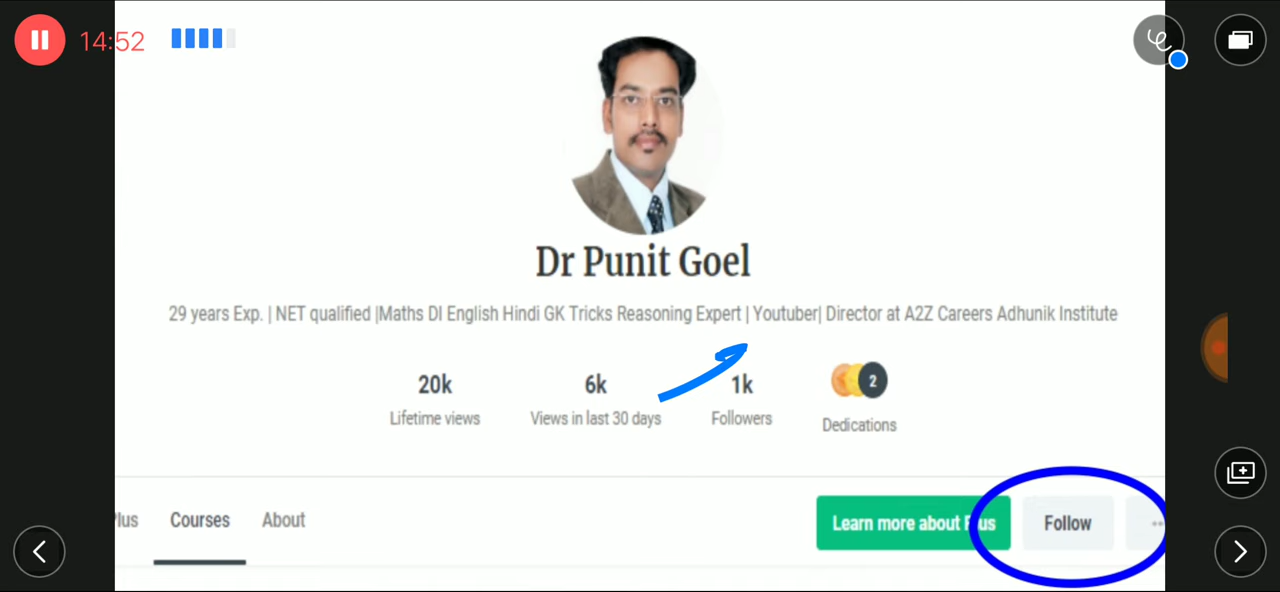 14:52
Dr Punit Goel
29 years Exp. | NET qualified |Maths DI English Hindi GK Tricks Reasoning Expert | Youtuber| Director at A2Z Careers Adhunik Institute
20k 6k 1k 2
Lifetime views Views in last 30 days Followers Dedications
lus Courses About Learn more about Plus Follow ...